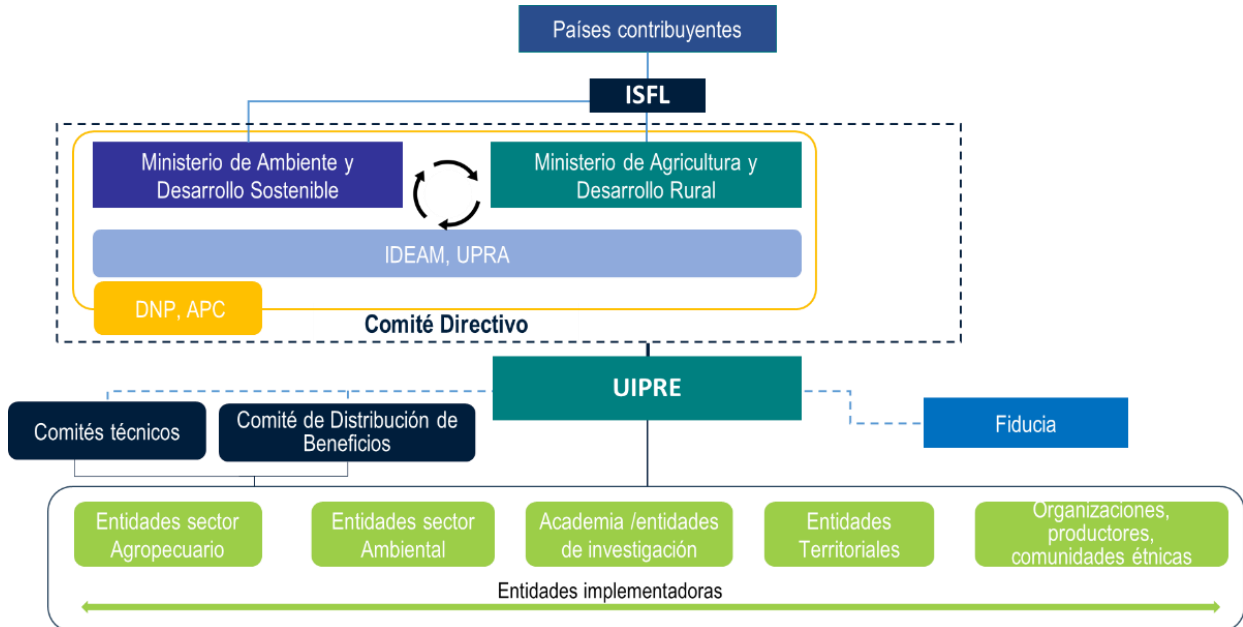 Países contribuyentes
ISFL
Ministerio de Ambiente y
Desarrollo Sostenible
Ministerio de Agricultura y
Desarrollo Rural
IDEAM, UPRA
DNP, APC
Comité Directivo
UIPRE
Comités técnicos
Comité de Distribución de
Beneficios
Fiducia
Entidades sector
Agropecuario
Entidades sector
Ambiental
Academia /entidades
de investigación
Entidades
Territoriales
Organizaciones,
productores,
comunidades étnicas
Entidades implementadoras